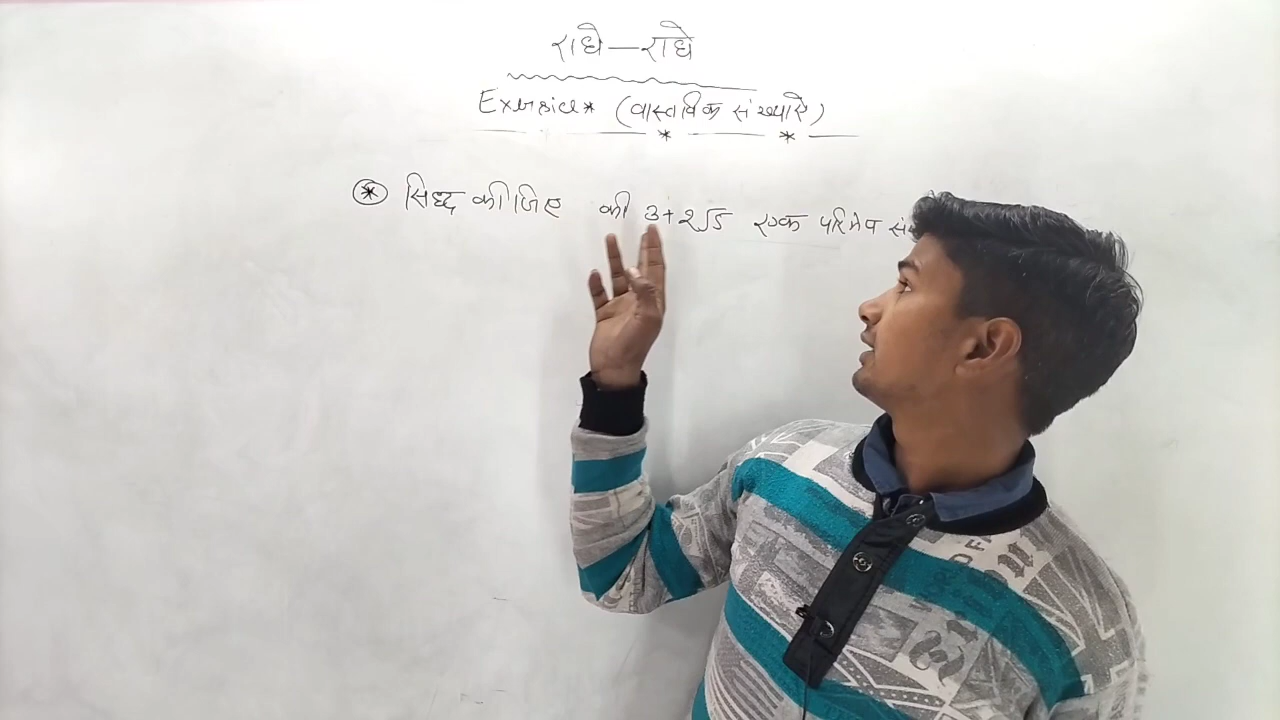 राधे—राधे
Exercise* (वास्तविक संख्याऐ)
* सिध्द कीजिए की 3+2√5 एक परिमेय